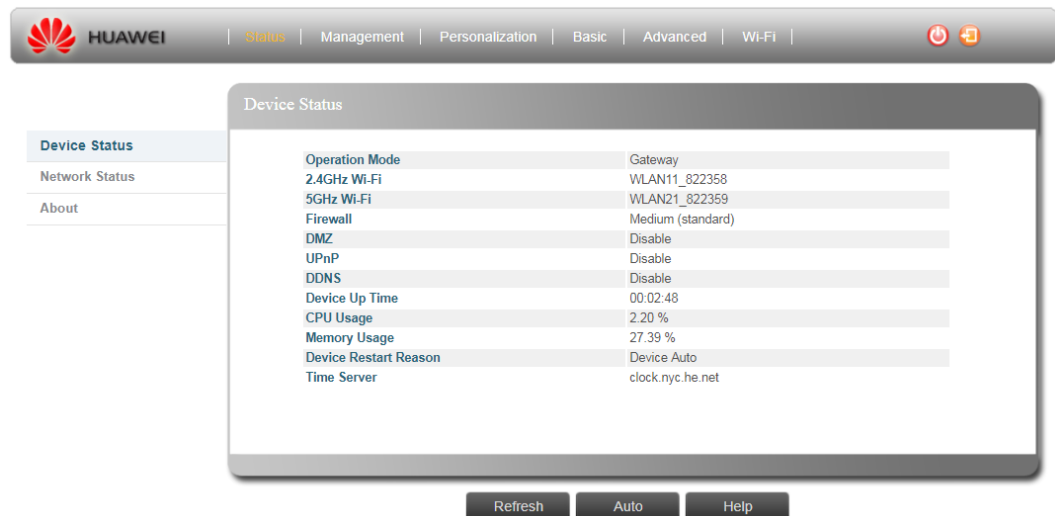 HUAWEI | Status | Management | Personalization | Basic | Advanced | Wi-Fi |
Device Status
Device Status
Network Status
About
Operation Mode Gateway
2.4GHz Wi-Fi WLAN11_822358
5GHz Wi-Fi WLAN21_822359
Firewall Medium (standard)
DMZ Disable
UPnP Disable
DDNS Disable
Device Up Time 00:02:48
CPU Usage 2.20 %
Memory Usage 27.39 %
Device Restart Reason Device Auto
Time Server clock.nyc.he.net
Refresh Auto Help